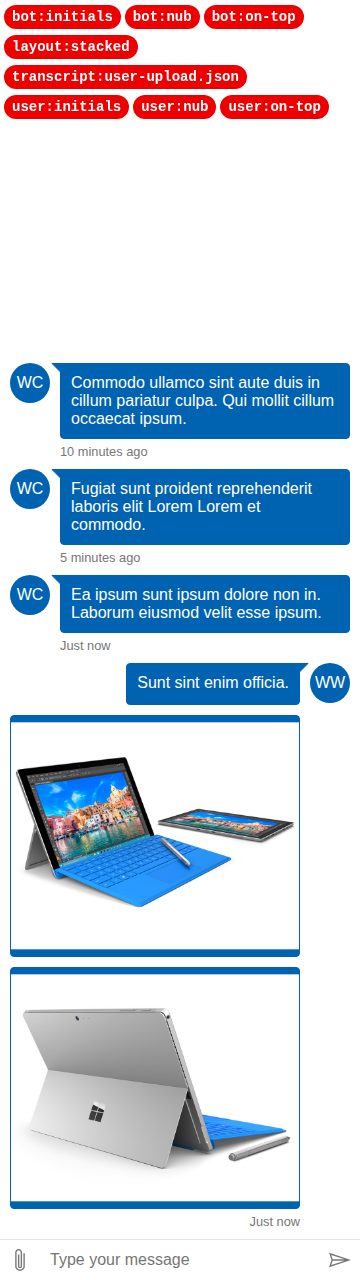 bot:initials bot:nub bot:on-top
layout:stacked
transcript:user-upload.json
user:initials user:nub user:on-top
WC
Commodo ullamco sint aute duis in
cillum pariatur culpa. Qui mollit cillum
occaecat ipsum.
10 minutes ago
WC
Fugiat sunt proident reprehenderit
laboris elit Lorem Lorem et
commodo.
5 minutes ago
WC
Ea ipsum sunt ipsum dolore non in.
Laborum eiusmod velit esse ipsum.
Just now
Sunt sint enim officia.
WW
Just now
Type your message